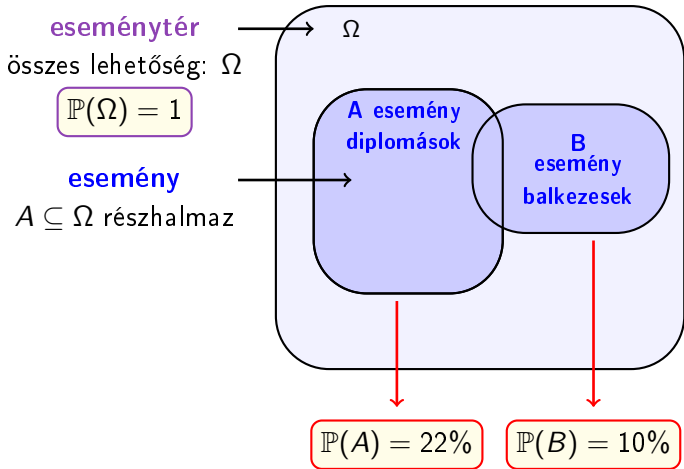 eseménytér
összes lehetőség: Ω
ℙ(Ω) = 1
esemény
A ⊆ Ω részhalmaz
Ω
A esemény
diplomások
B
esemény
balkezesek
ℙ(A) = 22%
ℙ(B) = 10%